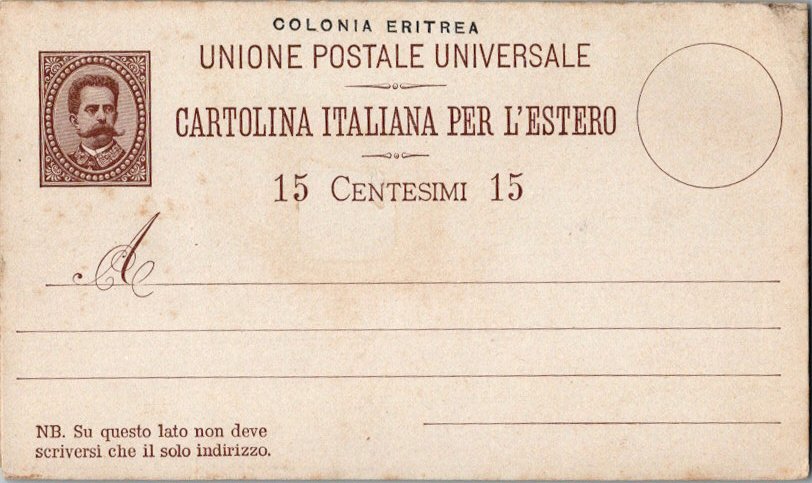 COLONIA ERITREA
UNIONE POSTALE UNIVERSALE
CARTOLINA ITALIANA PER L'ESTERO
15 CENTESIMI 15
A
NB. Su questo lato non deve
scriversi che il solo indirizzo.